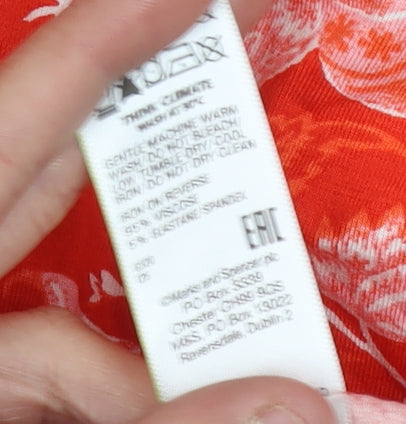 THINK CLIMATE
WASH AT 30°C
GENTLE MACHINE WARM
WASH/ DO NOT BLEACH/
LOW TUMBLE DRY/ COOL
IRON/ DO NOT DRY CLEAN
IRON ON REVERSE
95% VISCOSE
5% ELASTANE SPANDEX
EAC
©Marks and Spencer plc
PO Box 3339
Chester CH99 9QS
PO BOX 13022
Dublin 2